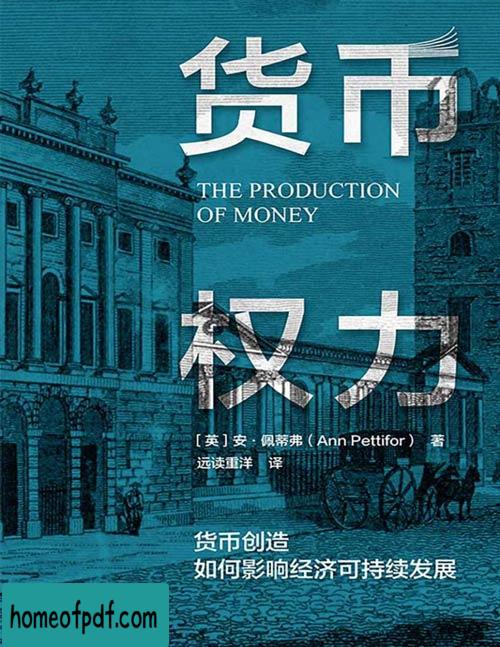 货币
THE PRODUCTION
OF MONEY
权力
[英]安·佩蒂弗(Ann Pettifor) 著
远读重洋 译
货币创造
如何影响经济可持续发展
homeofpdf.com